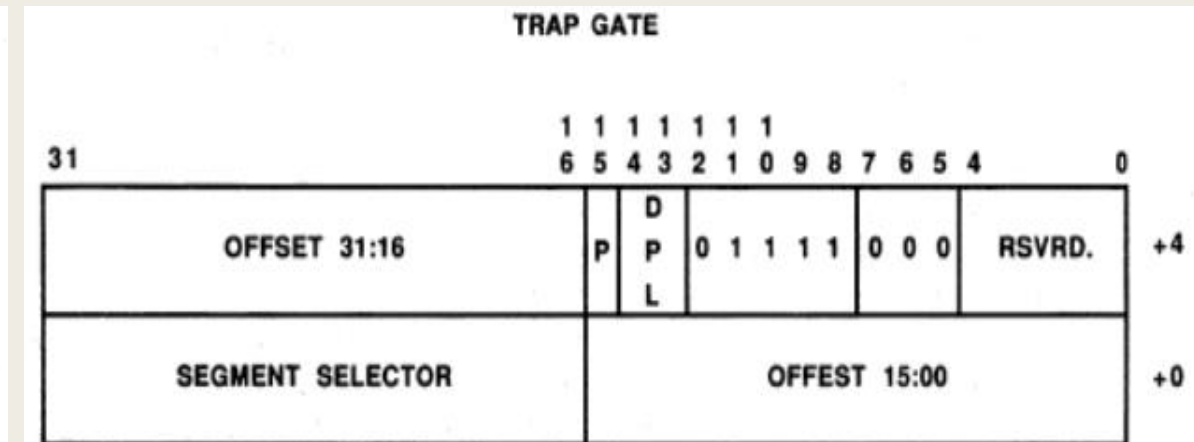 TRAP GATE
1 1 1 1 1 1 1
31 6 5 4 3 2 1 0 9 8 7 6 5 4 0
D
OFFSET 31:16 P P 0 1 1 1 1 0 0 0 RSVRD. +4
L
SEGMENT SELECTOR OFFEST 15:00 +0